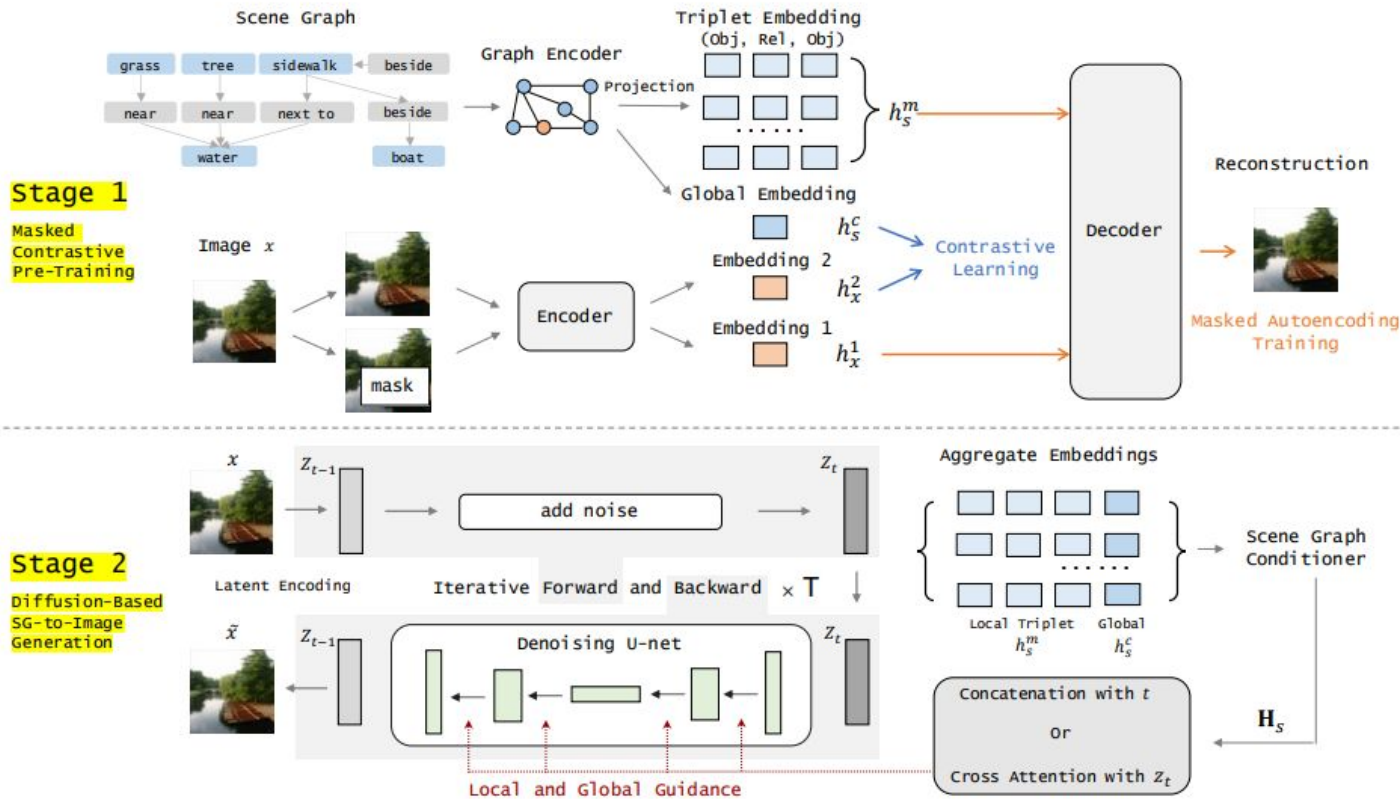 Scene Graph
grass
tree
sidewalk
beside
near
near
next to
beside
water
boat
Graph Encoder
Projection
Triplet Embedding
(Obj, Rel, Obj)
......
h_s^m
Global Embedding
h_s^c
Embedding 2
h_x^2
Embedding 1
h_x^1
Contrastive
Learning
Decoder
Reconstruction
Masked Autoencoding
Training
Stage 1
Masked
Contrastive
Pre-Training
Image x
mask
Encoder
Stage 2
Diffusion-Based
SG-to-Image
Generation
x
Z_{t-1}
add noise
Z_t
Latent Encoding
Iterative Forward and Backward × T
x̃
Z_{t-1}
Denoising U-net
Z_t
Local and Global Guidance
Aggregate Embeddings
......
Local Triplet
h_s^m
Global
h_s^c
Scene Graph
Conditioner
H_s
Concatenation with t
Or
Cross Attention with z_t